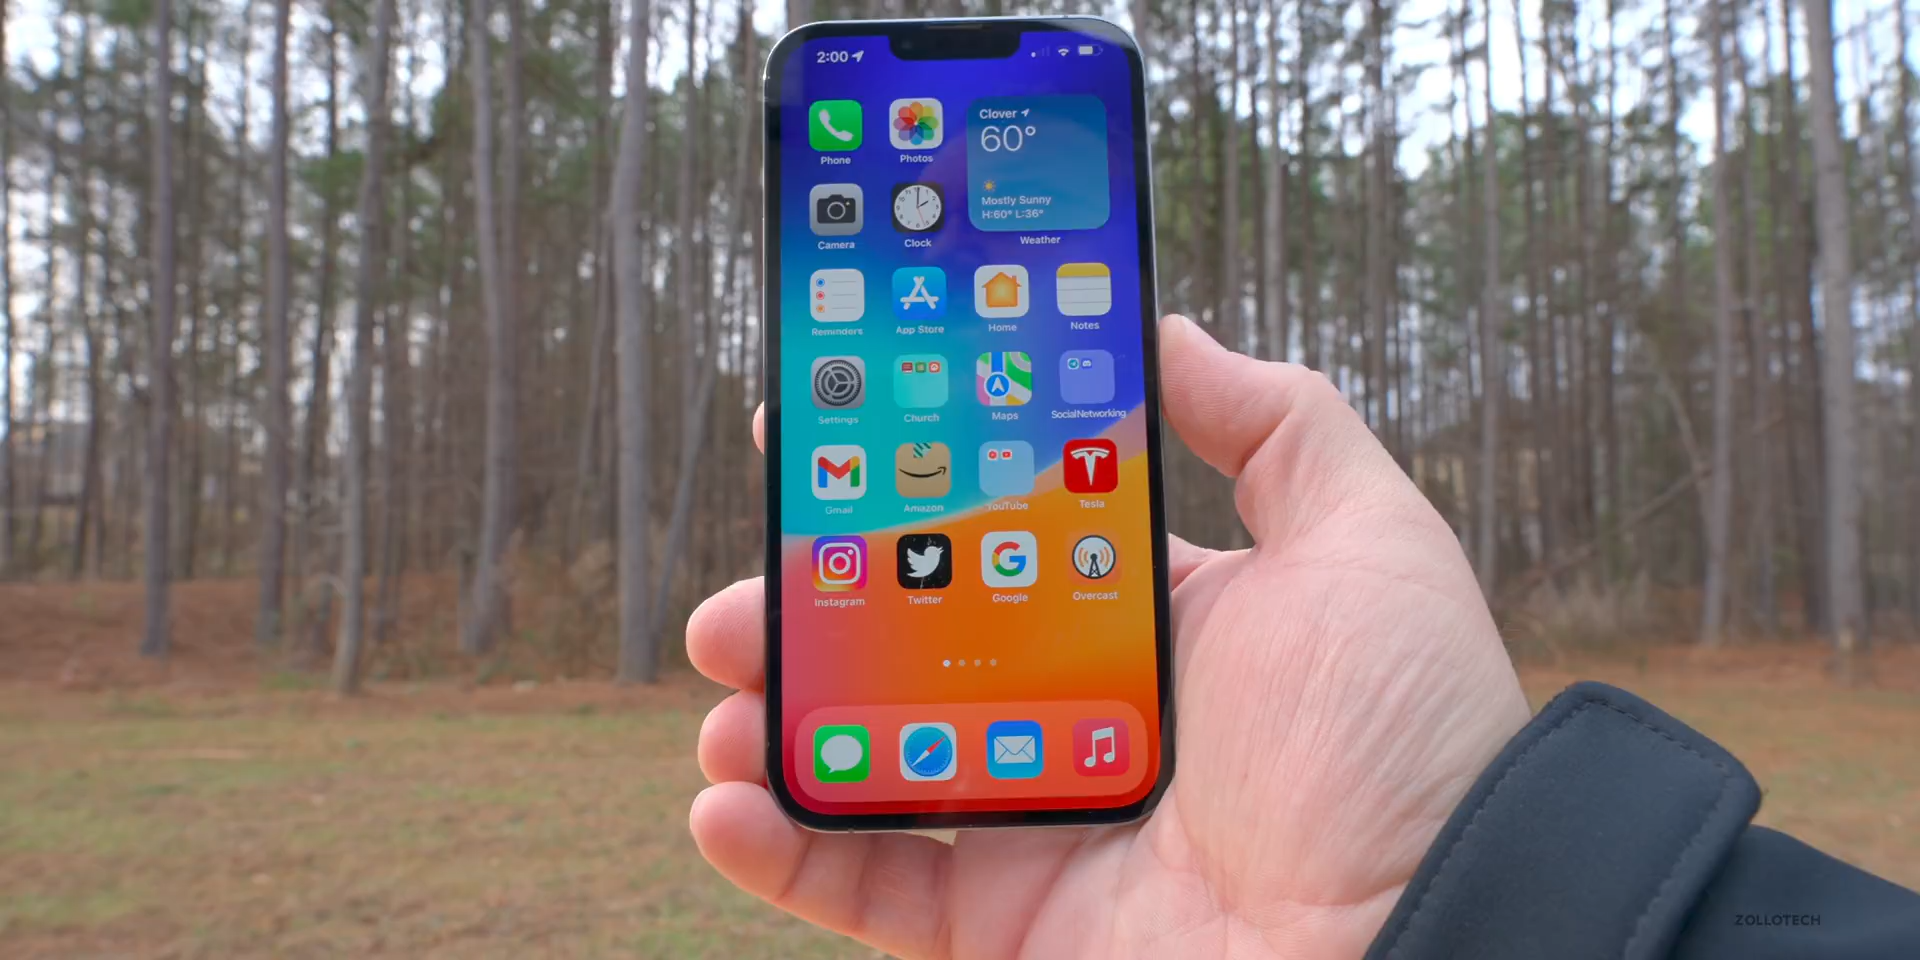 2:00
Clover
60°
Mostly Sunny
H:60° L:36°
Phone
Photos
Weather
Camera
Clock
Reminders
App Store
Home
Notes
Settings
Church
Maps
SocialNetworking
Gmail
Amazon
YouTube
Tesla
Instagram
Twitter
Google
Overcast
ZOLLOTECH